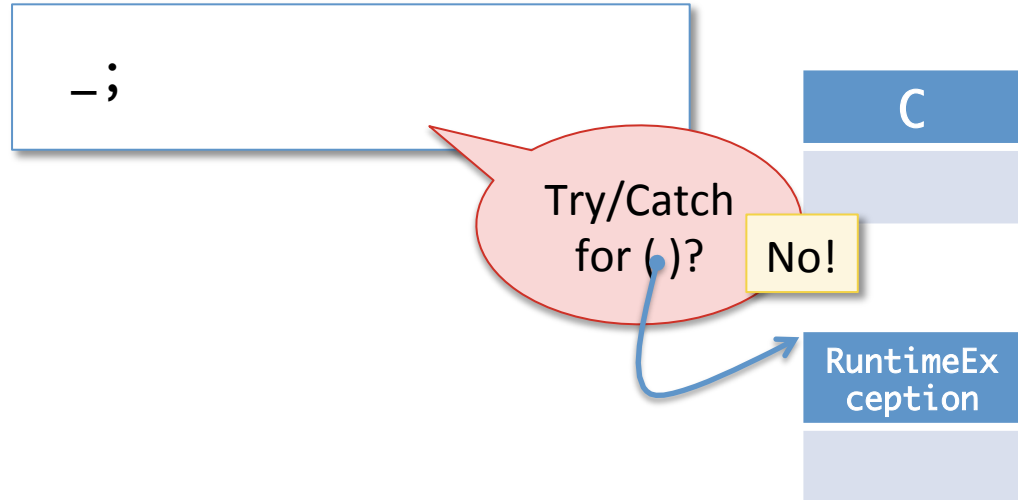 _;
C
Try/Catch
for ( )?
No!
RuntimeEx
ception